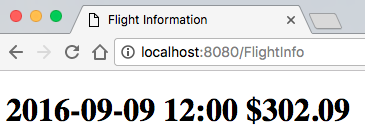 Flight Information
localhost:8080/FlightInfo
2016-09-09 12:00 $302.09